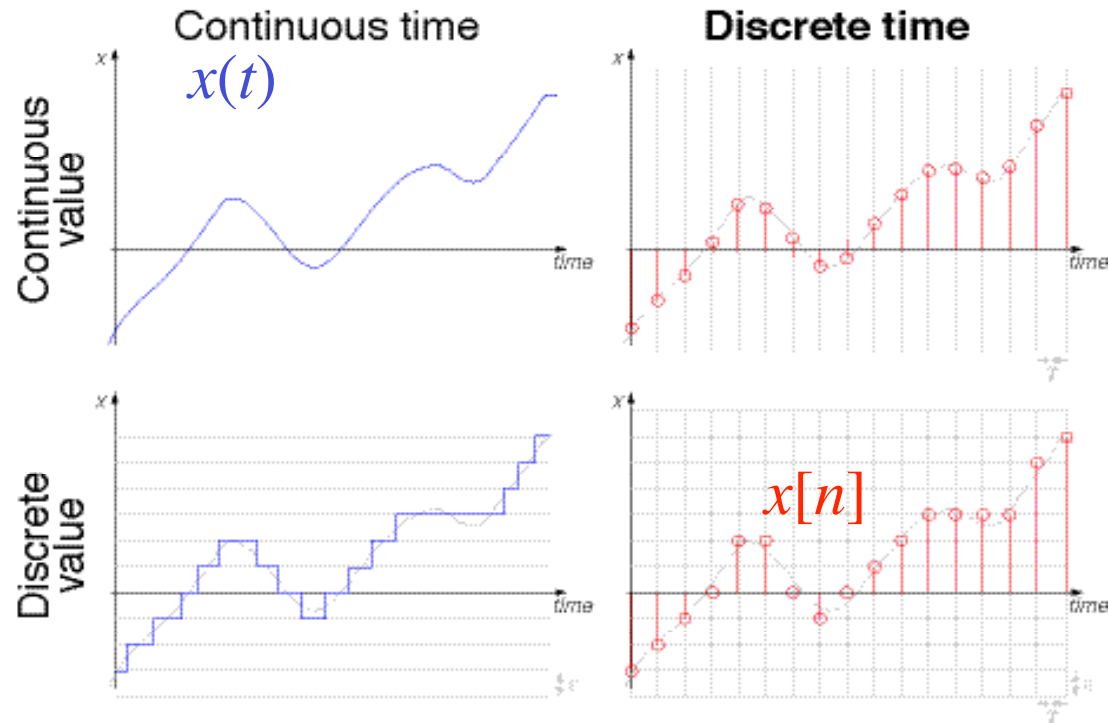 Continuous time
Discrete time
Continuous
value
x
x(t)
time
x
time
T
Discrete
value
x
time
x
x[n]
time
T